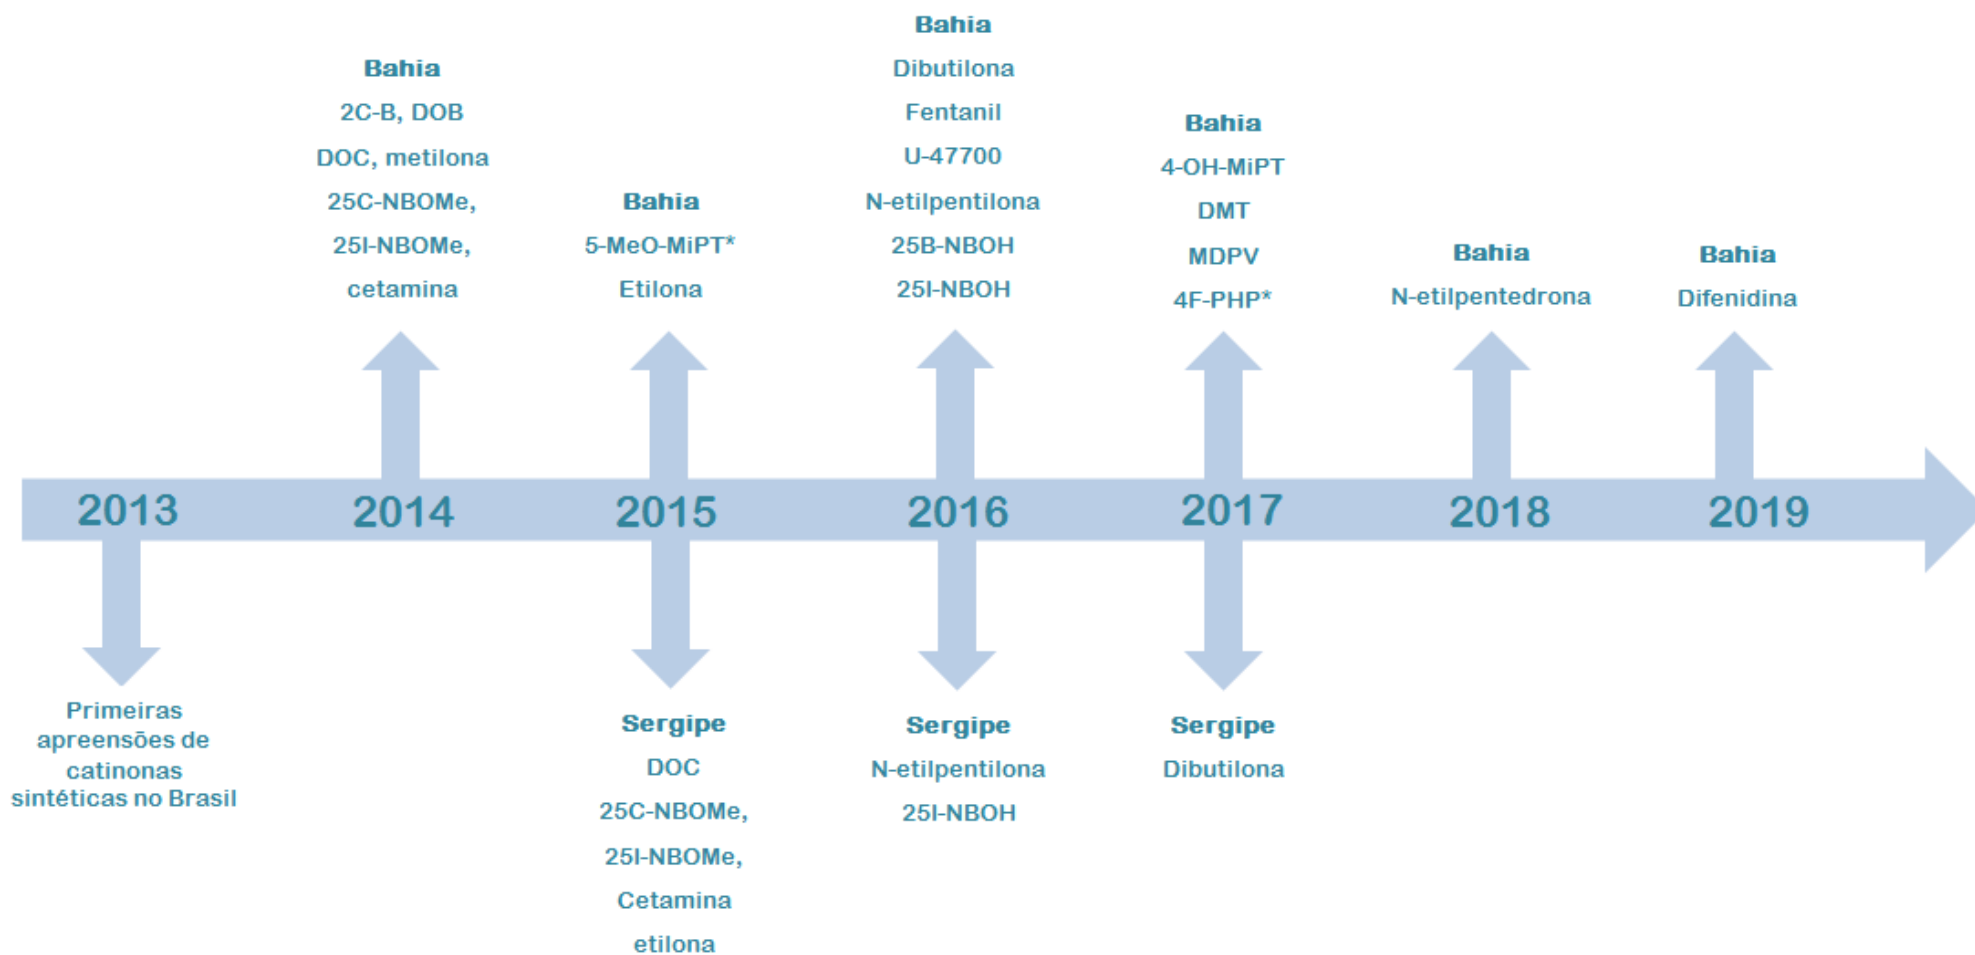 Bahia
2C-B, DOB
DOC, metilona
25C-NBOMe,
25I-NBOMe,
cetamina
Bahia
5-MeO-MiPT*
Etilona
Bahia
Dibutilona
Fentanil
U-47700
N-etilpentilona
25B-NBOH
25I-NBOH
Bahia
4-OH-MiPT
DMT
MDPV
4F-PHP*
Bahia
N-etilpentedrona
Bahia
Difenidina
2013
2014
2015
2016
2017
2018
2019
Primeiras
apreensões de
catinonas
sintéticas no Brasil
Sergipe
DOC
25C-NBOMe,
25I-NBOMe,
Cetamina
etilona
Sergipe
N-etilpentilona
25I-NBOH
Sergipe
Dibutilona